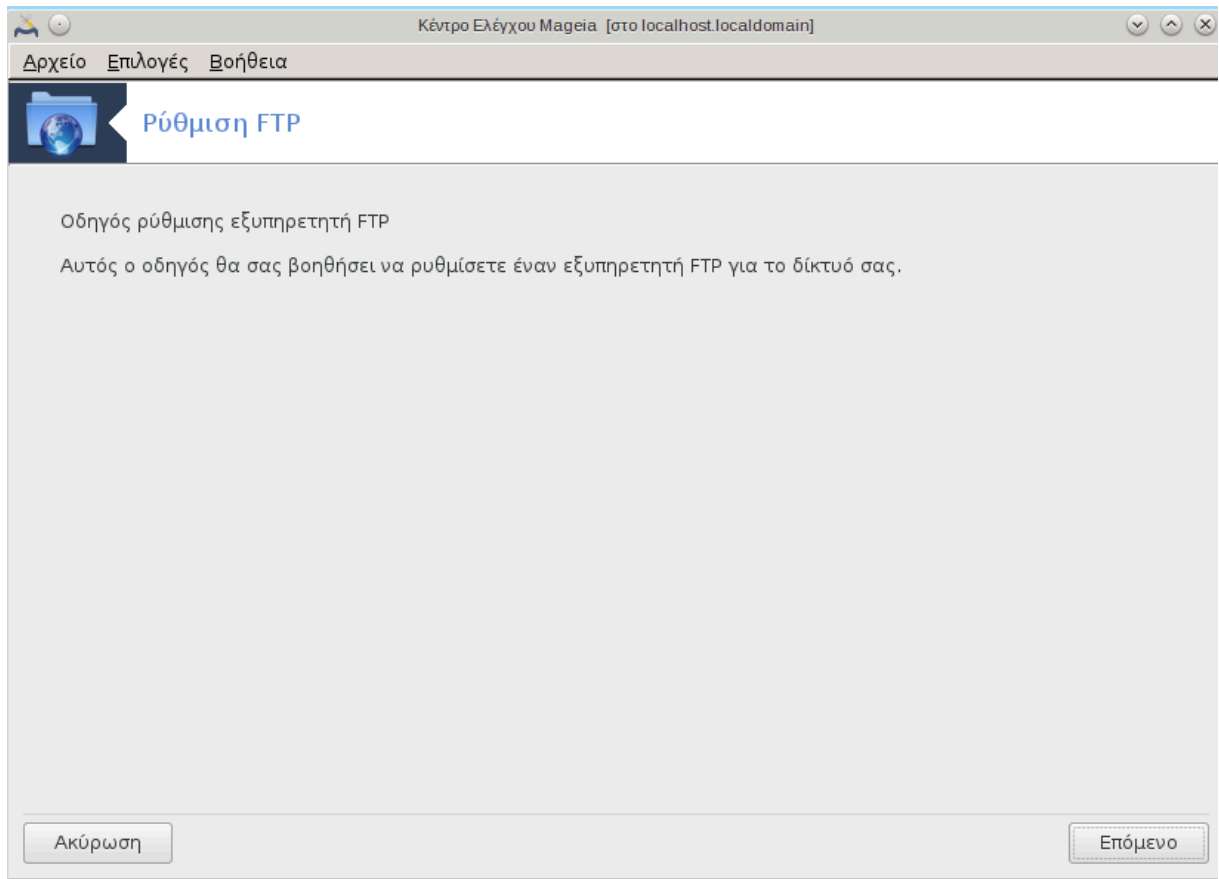 Κέντρο Ελέγχου Mageia [στο localhost.localdomain]
Αρχείο Επιλογές Βοήθεια
Ρύθμιση FTP
Οδηγός ρύθμισης εξυπηρετητή FTP
Αυτός ο οδηγός θα σας βοηθήσει να ρυθμίσετε έναν εξυπηρετητή FTP για το δίκτυό σας.
Ακύρωση Επόμενο